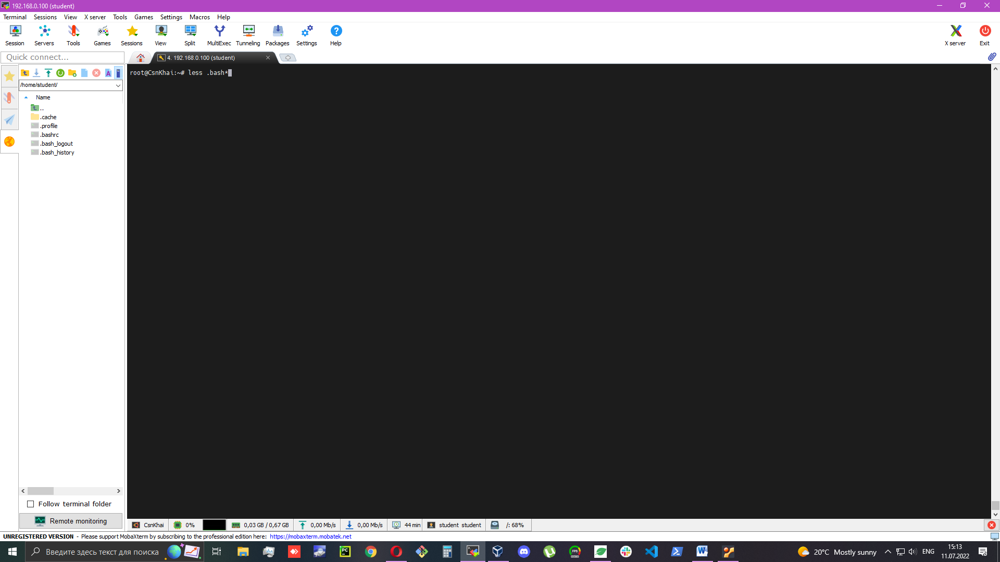 192.168.0.100 (student)
Terminal Sessions View X server Tools Games Settings Macros Help
Session Servers Tools Games Sessions View Split MultiExec Tunneling Packages Settings Help X server Exit
Quick connect...
4. 192.168.0.100 (student)
/home/student/
Name
..
.cache
.profile
.bashrc
.bash_logout
.bash_history
root@CsnKhai:~# less .bash*
Follow terminal folder
Remote monitoring
CsnKhai 0% 0,03 GB / 0,67 GB 0,00 Mb/s 0,00 Mb/s 44 min student student /: 68%
UNREGISTERED VERSION - Please support MobaXterm by subscribing to the professional edition here: https://mobaxterm.mobatek.net
Введите здесь текст для поиска
20°C Mostly sunny
ENG
15:13
11.07.2022